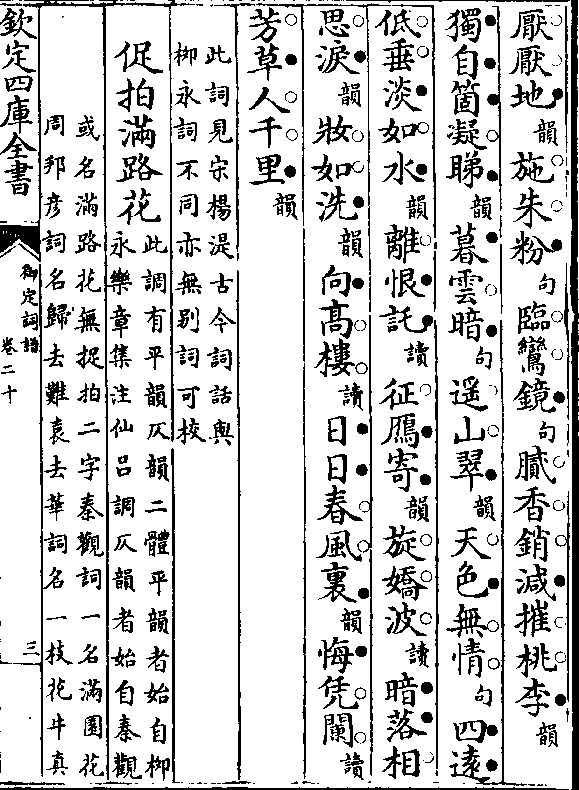 厭厭地韻施朱粉句臨鸞鏡句膩香銷減摧桃李韻
獨自箇凝睇韻暮雲暗句遥山翠韻天色無情句四逺
低垂淡如水韻離恨託讀征鴈寄韻旋嬌波讀暗落相
思淚韻妝如洗韻向髙樓讀日日春風裏韻悔凭闌讀
芳草人千里韻
此詞見宋楊湜古今詞話與
柳永詞不同亦無别詞可校
促拍滿路花此調有平韻仄韻二體平韻者始自柳
永樂章集注仙吕調仄韻者始自秦觀
或名滿路花無促拍二字秦觀詞一名滿園花
周邦彦詞名歸去難袁去華詞名一枝花牛真
欽定四庫全書
御定詞譜
卷二十
三